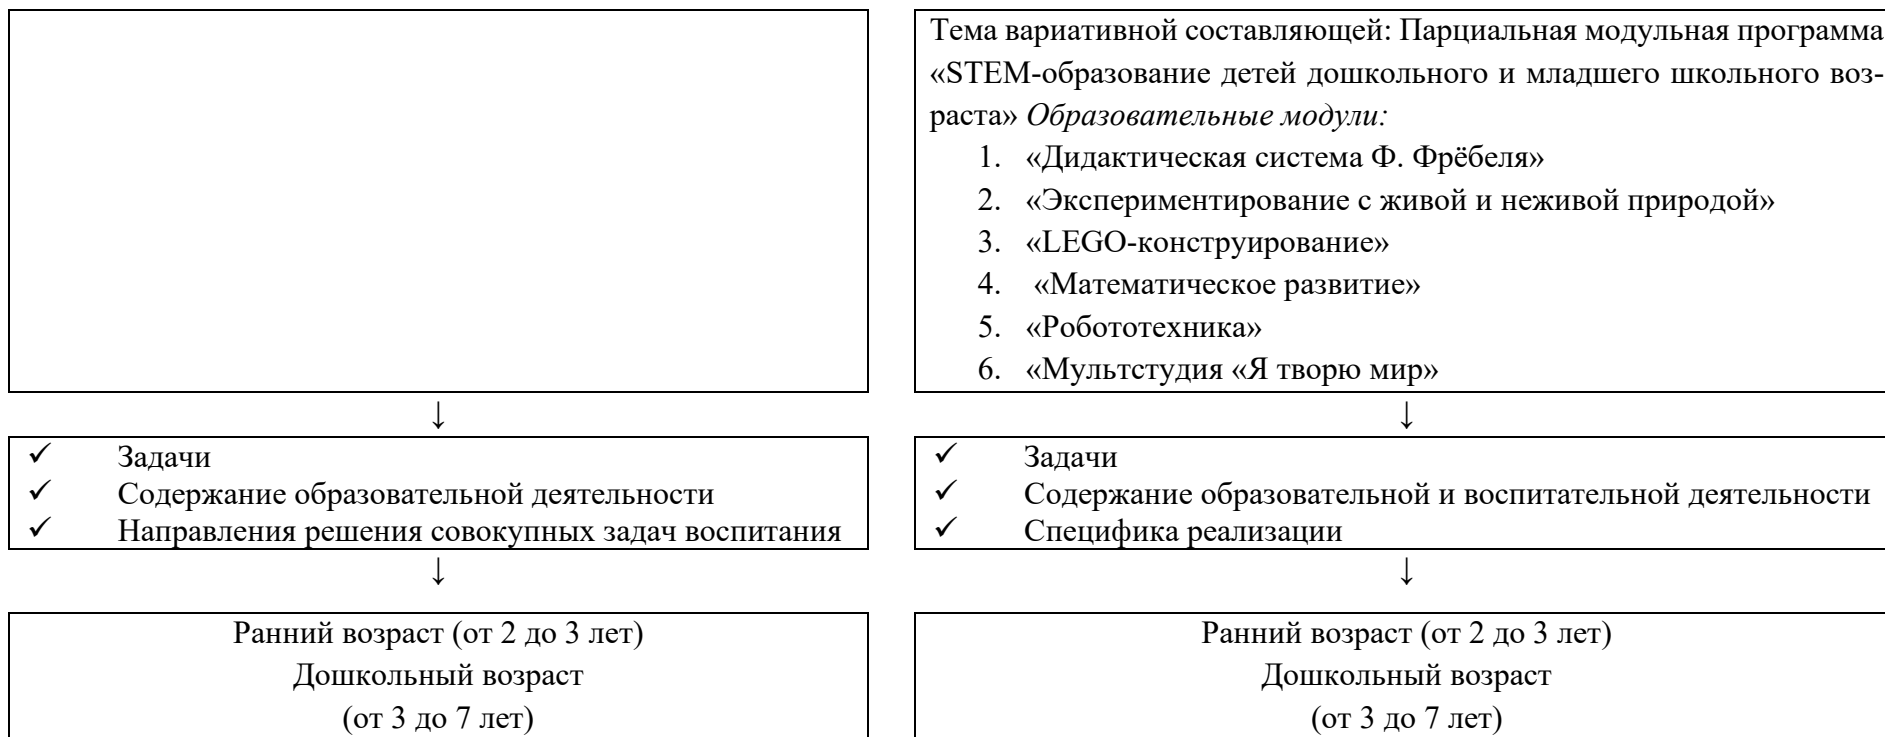 Тема вариативной составляющей: Парциальная модульная программа
«STEM-образование детей дошкольного и младшего школьного воз-
раста» Образовательные модули:
1. «Дидактическая система Ф. Фрёбеля»
2. «Экспериментирование с живой и неживой природой»
3. «LEGO-конструирование»
4. «Математическое развитие»
5. «Робототехника»
6. «Мультстудия «Я творю мир»
↓
↓
✓ Задачи
✓ Содержание образовательной деятельности
✓ Направления решения совокупных задач воспитания
✓ Задачи
✓ Содержание образовательной и воспитательной деятельности
✓ Специфика реализации
↓
↓
Ранний возраст (от 2 до 3 лет)
Дошкольный возраст
(от 3 до 7 лет)
Ранний возраст (от 2 до 3 лет)
Дошкольный возраст
(от 3 до 7 лет)